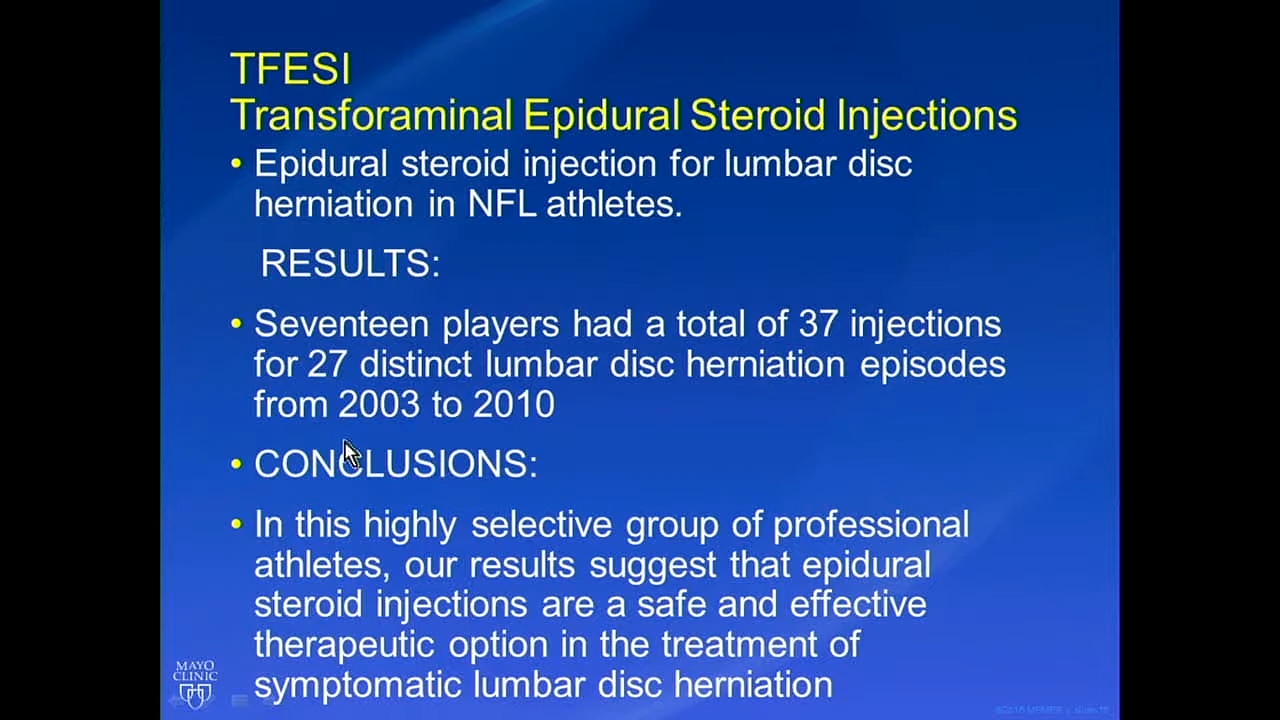 TFESI
Transforaminal Epidural Steroid Injections
• Epidural steroid injection for lumbar disc
herniation in NFL athletes.
RESULTS:
• Seventeen players had a total of 37 injections
for 27 distinct lumbar disc herniation episodes
from 2003 to 2010
• CONCLUSIONS:
• In this highly selective group of professional
athletes, our results suggest that epidural
steroid injections are a safe and effective
therapeutic option in the treatment of
symptomatic lumbar disc herniation
MAYO
CLINIC